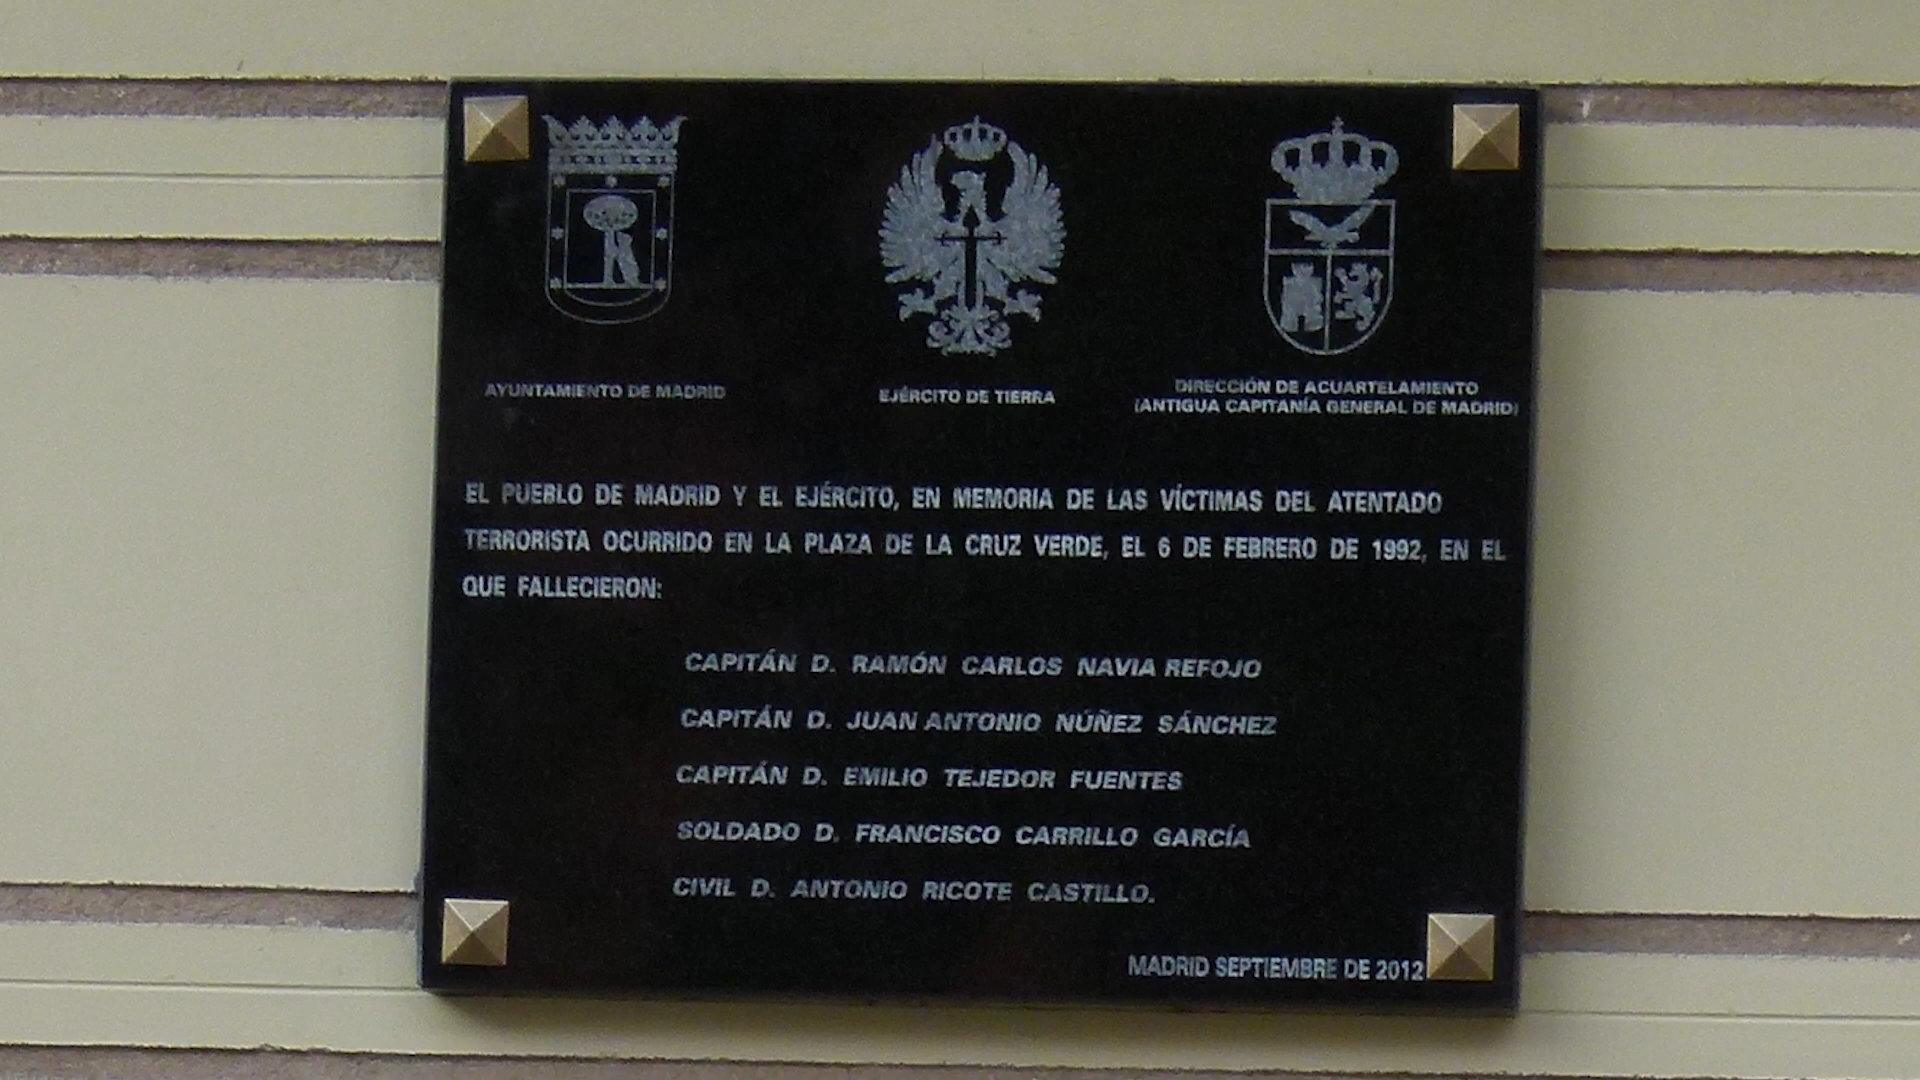 AYUNTAMIENTO DE MADRID
EJÉRCITO DE TIERRA
DIRECCIÓN DE ACUARTELAMIENTO
(ANTIGUA CAPITANÍA GENERAL DE MADRID)
EL PUEBLO DE MADRID Y EL EJÉRCITO, EN MEMORIA DE LAS VÍCTIMAS DEL ATENTADO
TERRORISTA OCURRIDO EN LA PLAZA DE LA CRUZ VERDE, EL 6 DE FEBRERO DE 1992, EN EL
QUE FALLECIERON:
CAPITÁN D. RAMÓN CARLOS NAVIA REFOJO
CAPITÁN D. JUAN ANTONIO NÚÑEZ SÁNCHEZ
CAPITÁN D. EMILIO TEJEDOR FUENTES
SOLDADO D. FRANCISCO CARRILLO GARCÍA
CIVIL D. ANTONIO RICOTE CASTILLO.
MADRID SEPTIEMBRE DE 2012